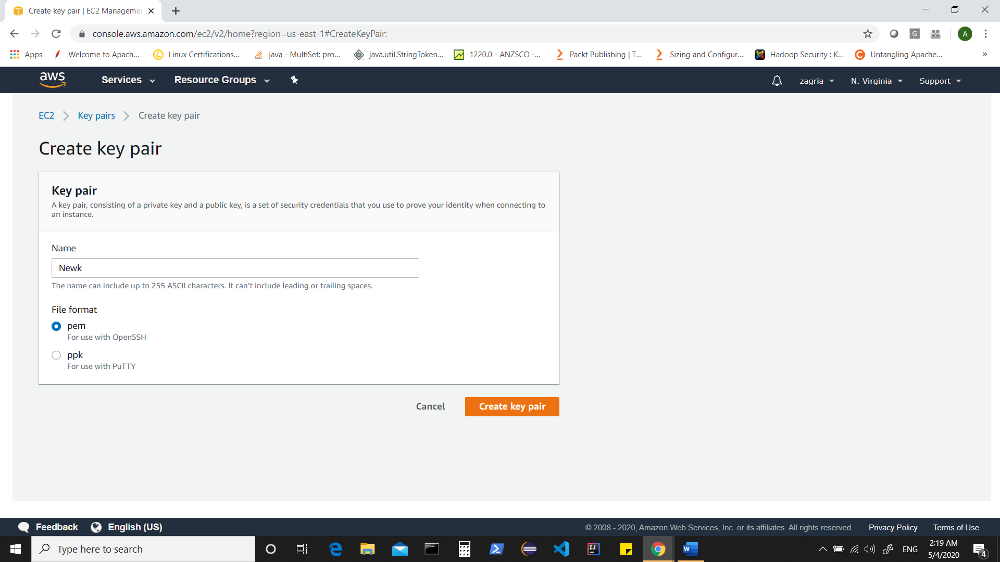 Create key pair | EC2 Managemen
console.aws.amazon.com/ec2/v2/home?region=us-east-1#CreateKeyPair:
G
A
Apps
Welcome to Apach...
Linux Certifications...
java - MultiSet: pro...
java.util.StringToken...
1220.0 - ANZSCO -...
Packt Publishing | T...
Sizing and Configur...
Hadoop Security : K...
Untangling Apache...
»
aws
Services
Resource Groups
zagria
N. Virginia
Support
EC2
Key pairs
Create key pair
Create key pair
Key pair
A key pair, consisting of a private key and a public key, is a set of security credentials that you use to prove your identity when connecting to
an instance.
Name
Newk
The name can include up to 255 ASCII characters. It can't include leading or trailing spaces.
File format
pem
For use with OpenSSH
ppk
For use with PuTTY
Cancel
Create key pair
Feedback
English (US)
© 2008 - 2020, Amazon Web Services, Inc. or its affiliates. All rights reserved.
Privacy Policy
Terms of Use
Type here to search
IJ
W
ENG
2:19 AM
5/4/2020
4